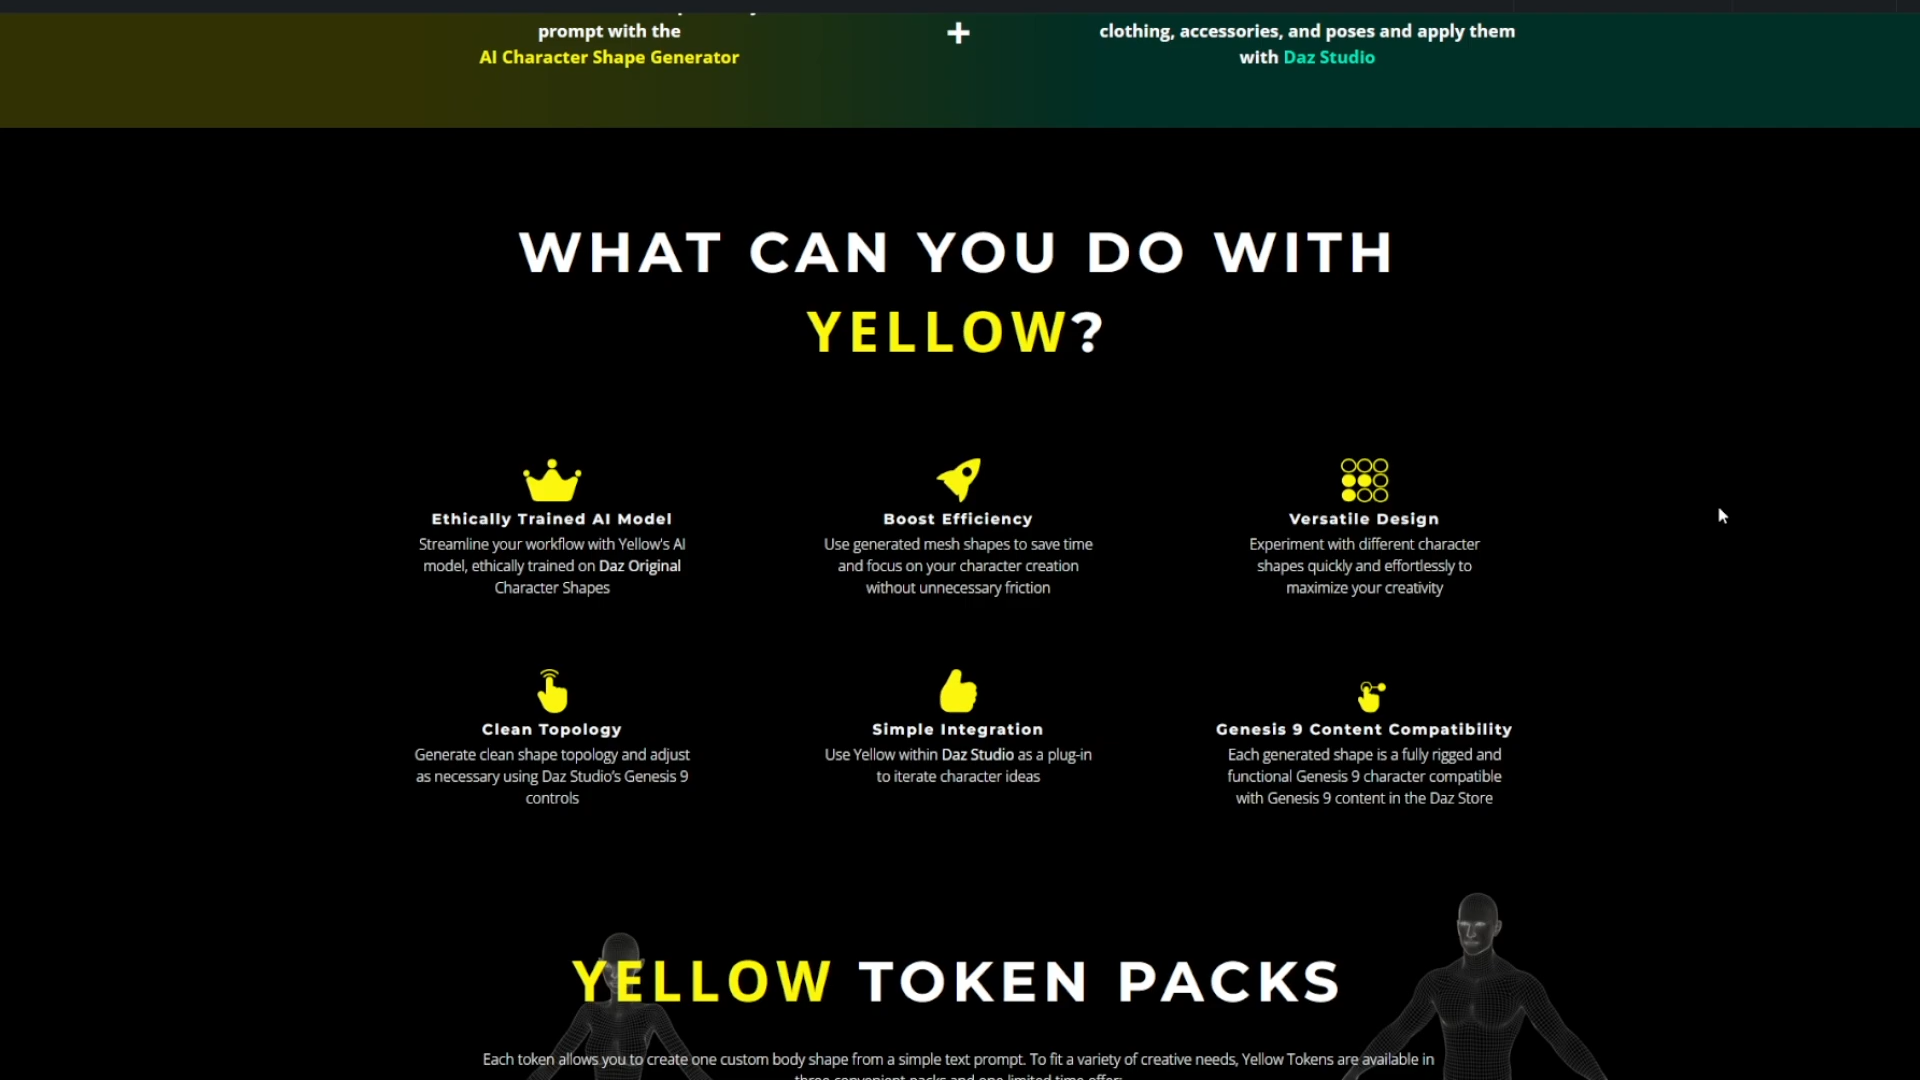 prompt with the
AI Character Shape Generator
+
clothing, accessories, and poses and apply them
with Daz Studio
WHAT CAN YOU DO WITH
YELLOW?
Ethically Trained AI Model
Streamline your workflow with Yellow's AI
model, ethically trained on Daz Original
Character Shapes
Boost Efficiency
Use generated mesh shapes to save time
and focus on your character creation
without unnecessary friction
Versatile Design
Experiment with different character
shapes quickly and effortlessly to
maximize your creativity
Clean Topology
Generate clean shape topology and adjust
as necessary using Daz Studio’s Genesis 9
controls
Simple Integration
Use Yellow within Daz Studio as a plug-in
to iterate character ideas
Genesis 9 Content Compatibility
Each generated shape is a fully rigged and
functional Genesis 9 character compatible
with Genesis 9 content in the Daz Store
YELLOW TOKEN PACKS
Each token allows you to create one custom body shape from a simple text prompt. To fit a variety of creative needs, Yellow Tokens are available in
three convenient packs and one limited time offer: